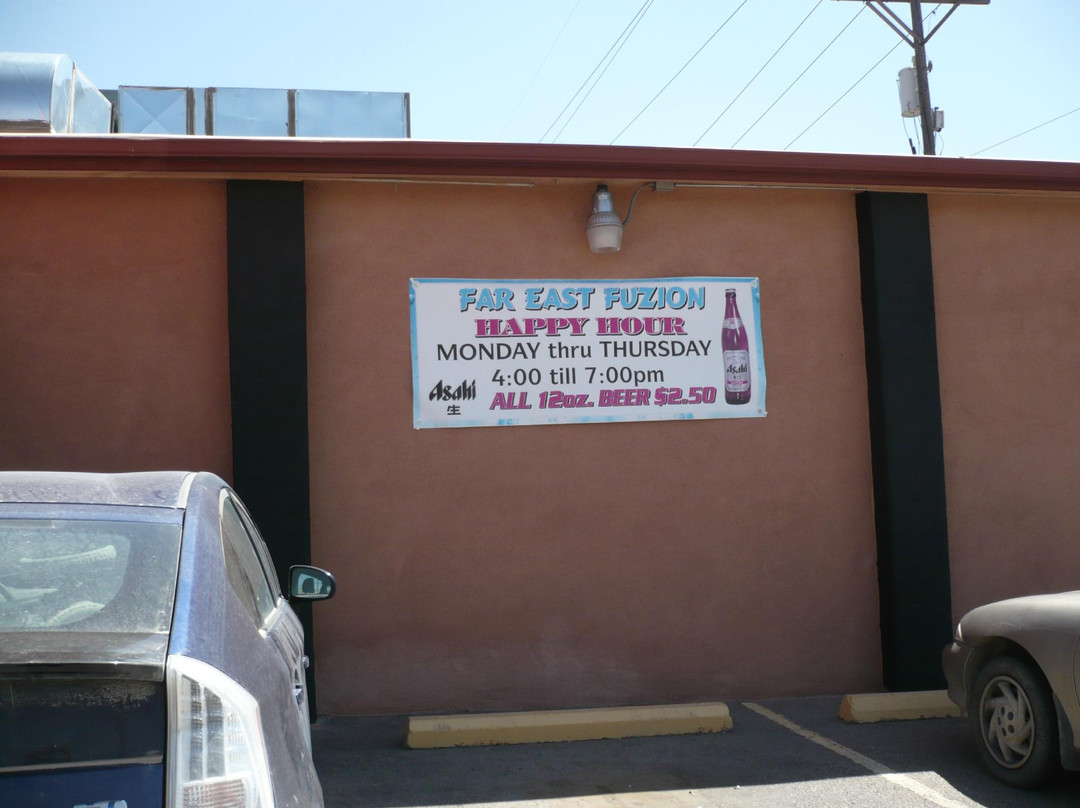 FAR EAST FUZION
HAPPY HOUR
MONDAY thru THURSDAY
4:00 till 7:00pm
ALL 12oz. BEER $2.50
Asahi
生
Asahi